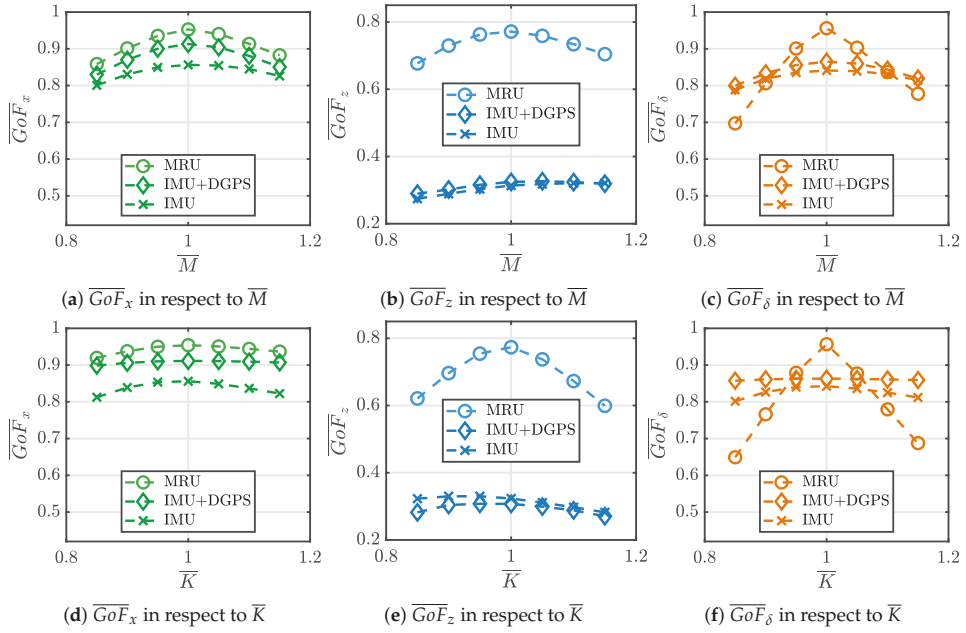 1
0.9
0.8
0.7
0.6
0.5
$\overline{GoF}_x$
MRU
IMU+DGPS
IMU
0.8 1 1.2
$\overline{M}$
(a) $\overline{GoF}_x$ in respect to $\overline{M}$
0.8
0.6
0.4
0.2
$\overline{GoF}_z$
MRU
IMU+DGPS
IMU
0.8 1 1.2
$\overline{M}$
(b) $\overline{GoF}_z$ in respect to $\overline{M}$
1
0.9
0.8
0.7
0.6
0.5
$\overline{GoF}_\delta$
MRU
IMU+DGPS
IMU
0.8 1 1.2
$\overline{M}$
(c) $\overline{GoF}_\delta$ in respect to $\overline{M}$
1
0.9
0.8
0.7
0.6
0.5
$\overline{GoF}_x$
MRU
IMU+DGPS
IMU
0.8 1 1.2
$\overline{K}$
(d) $\overline{GoF}_x$ in respect to $\overline{K}$
0.8
0.6
0.4
0.2
$\overline{GoF}_z$
MRU
IMU+DGPS
IMU
0.8 1 1.2
$\overline{K}$
(e) $\overline{GoF}_z$ in respect to $\overline{K}$
1
0.9
0.8
0.7
0.6
0.5
$\overline{GoF}_\delta$
MRU
IMU+DGPS
IMU
0.8 1 1.2
$\overline{K}$
(f) $\overline{GoF}_\delta$ in respect to $\overline{K}$